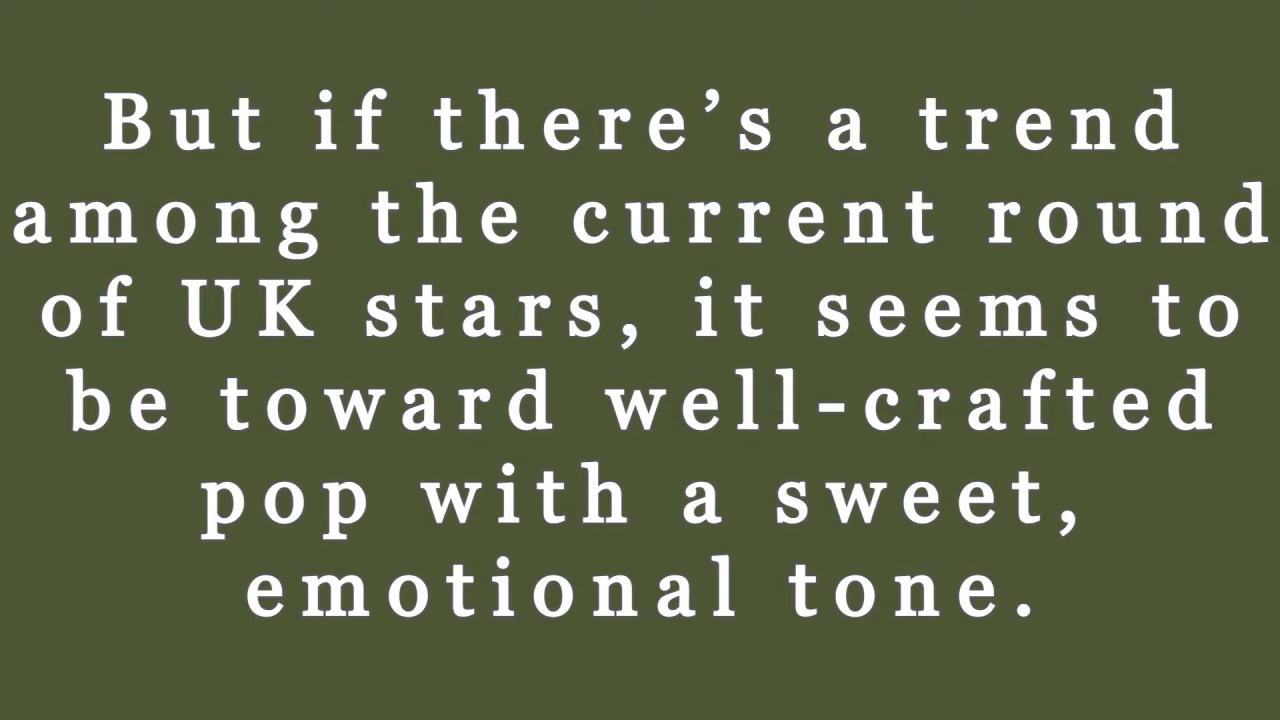 But if there’s a trend
among the current round
of UK stars, it seems to
be toward well-crafted
pop with a sweet,
emotional tone.